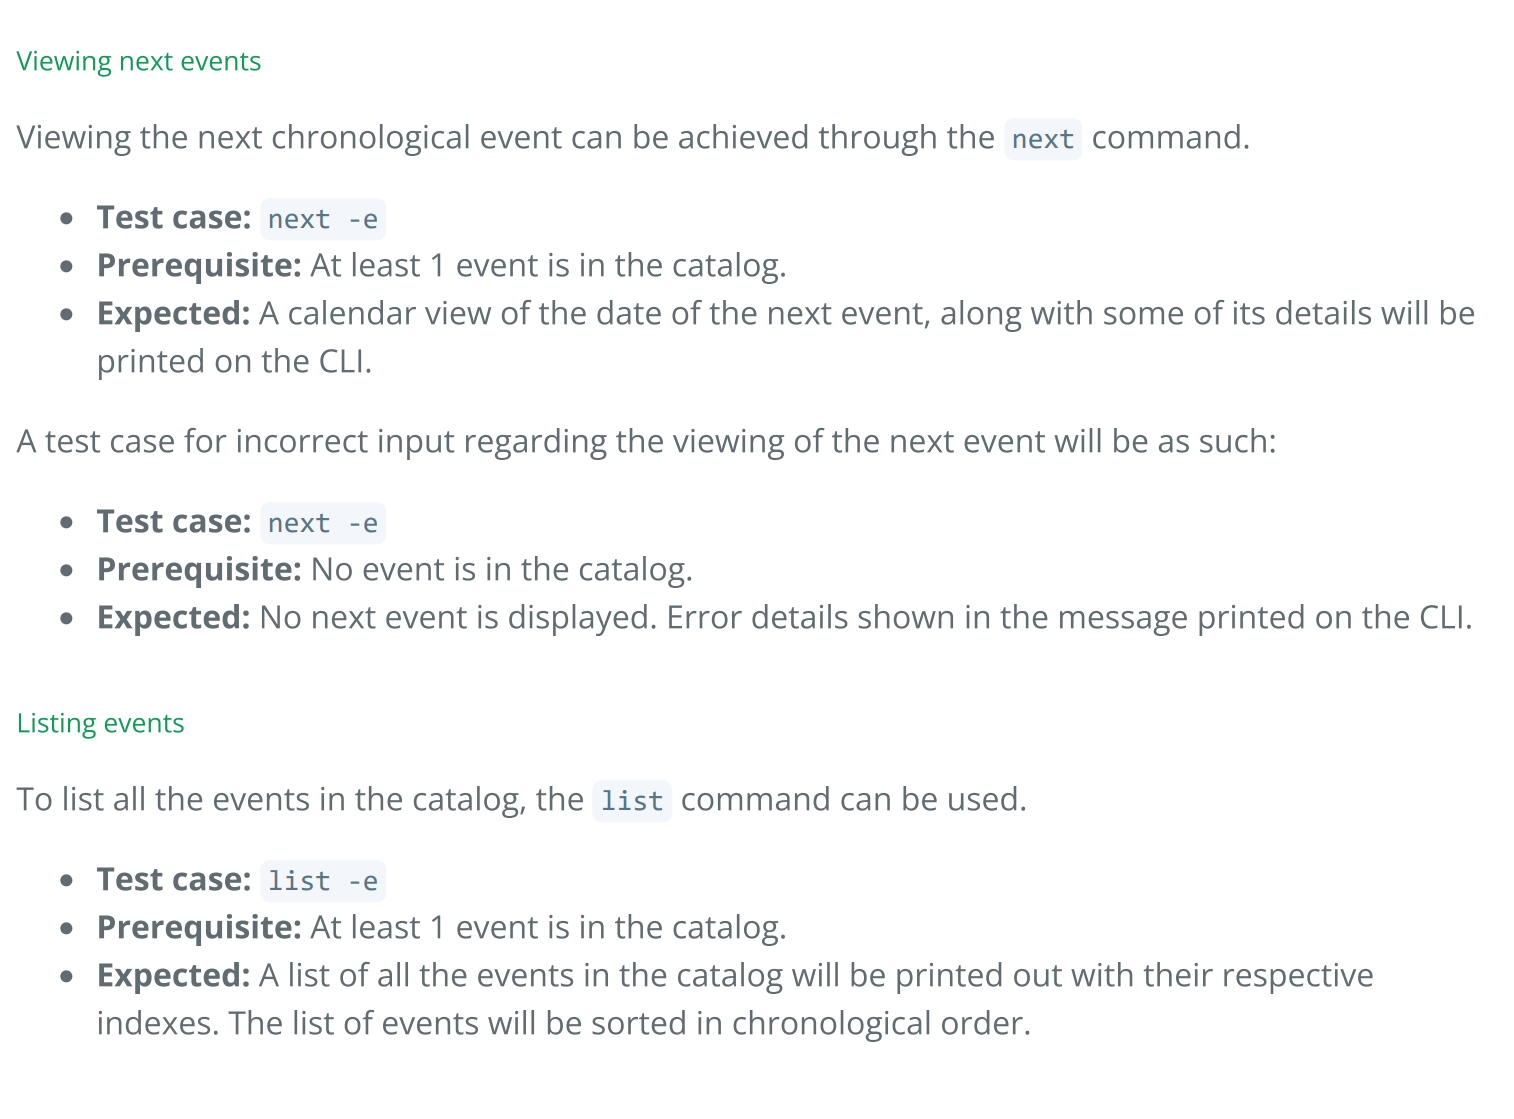 Viewing next events
Viewing the next chronological event can be achieved through the next command.
• Test case: next -e
• Prerequisite: At least 1 event is in the catalog.
• Expected: A calendar view of the date of the next event, along with some of its details will be
printed on the CLI.
A test case for incorrect input regarding the viewing of the next event will be as such:
• Test case: next -e
• Prerequisite: No event is in the catalog.
• Expected: No next event is displayed. Error details shown in the message printed on the CLI.
Listing events
To list all the events in the catalog, the list command can be used.
• Test case: list -e
• Prerequisite: At least 1 event is in the catalog.
• Expected: A list of all the events in the catalog will be printed out with their respective
indexes. The list of events will be sorted in chronological order.